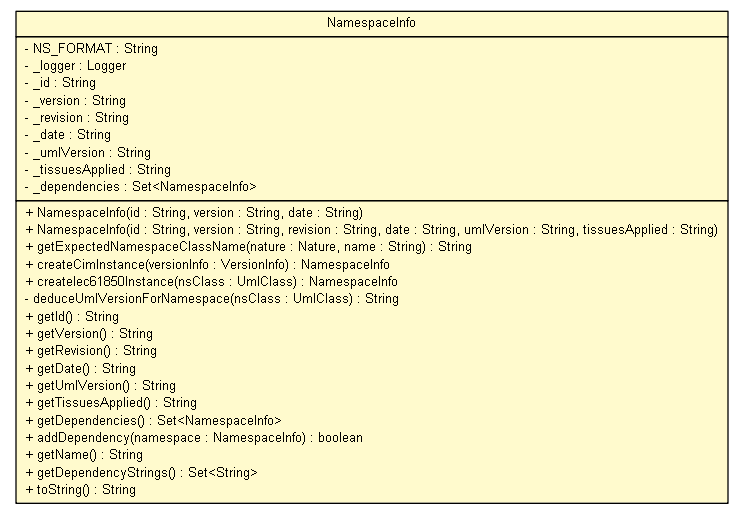 NamespaceInfo
- NS_FORMAT : String
- _logger : Logger
- _id : String
- _version : String
- _revision : String
- _date : String
- _umlVersion : String
- _tissuesApplied : String
- _dependencies : Set<NamespaceInfo>
+ NamespaceInfo(id : String, version : String, date : String)
+ NamespaceInfo(id : String, version : String, revision : String, date : String, umlVersion : String, tissuesApplied : String)
+ getExpectedNamespaceClassName(nature : Nature, name : String) : String
+ createCimInstance(versionInfo : VersionInfo) : NamespaceInfo
+ createIec61850Instance(nsClass : UmlClass) : NamespaceInfo
- deduceUmlVersionForNamespace(nsClass : UmlClass) : String
+ getId() : String
+ getVersion() : String
+ getRevision() : String
+ getDate() : String
+ getUmlVersion() : String
+ getTissuesApplied() : String
+ getDependencies() : Set<NamespaceInfo>
+ addDependency(namespace : NamespaceInfo) : boolean
+ getName() : String
+ getDependencyStrings() : Set<String>
+ toString() : String